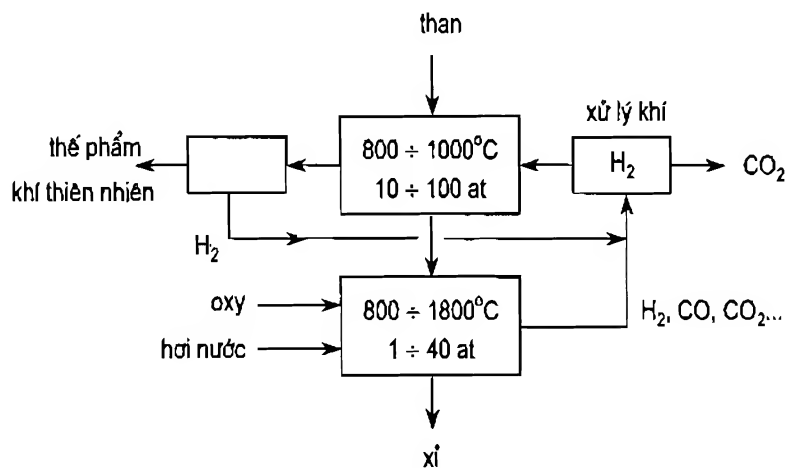 than
xử lý khí
thế phẩm
khí thiên nhiên
800 ÷ 1000°C
10 ÷ 100 at
H₂
CO₂
H₂
oxy
hơi nước
800 ÷ 1800°C
1 ÷ 40 at
H₂, CO, CO₂...
xỉ